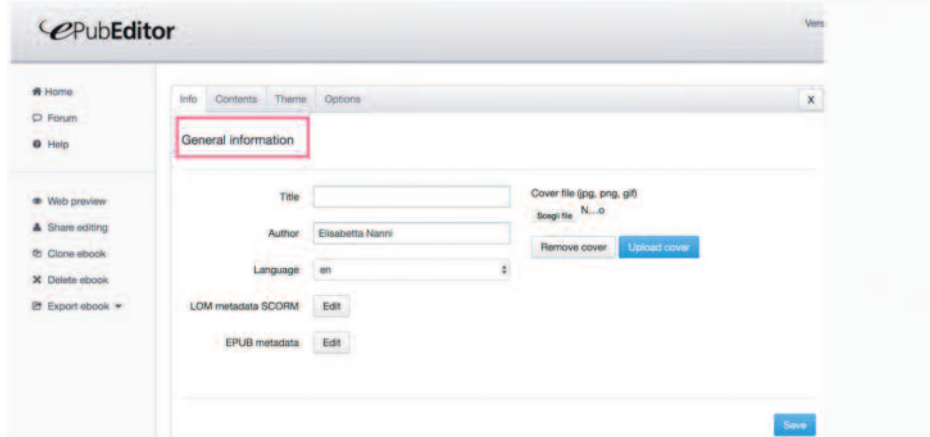 ePubEditor
Vers
Home
Forum
Help
Web preview
Share editing
Clone ebook
Delete ebook
Export ebook
Info Contents Theme Options X
General information
Title
Author Elisabetta Nanni
Language en
LOM metadata SCORM Edit
EPUB metadata Edit
Cover file (jpg, png, gif)
Scegli file N...o
Remove cover Upload cover
Save